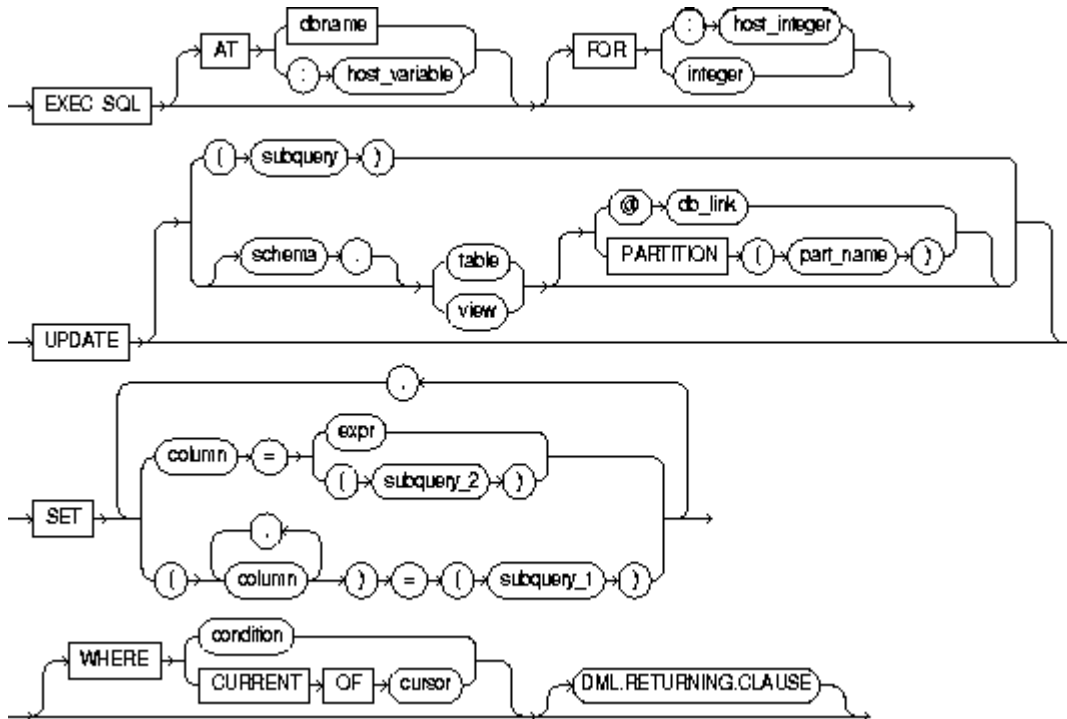 dbname
AT : host_variable
FOR : host_integer
integer
EXEC SQL
( subquery )
@ db_link
schema . table PARTITION ( part_name )
view
UPDATE
,
column = expr
( subquery_2 )
SET
,
( column ) = ( subquery_1 )
WHERE condition
CURRENT OF cursor
DML.RETURNING.CLAUSE